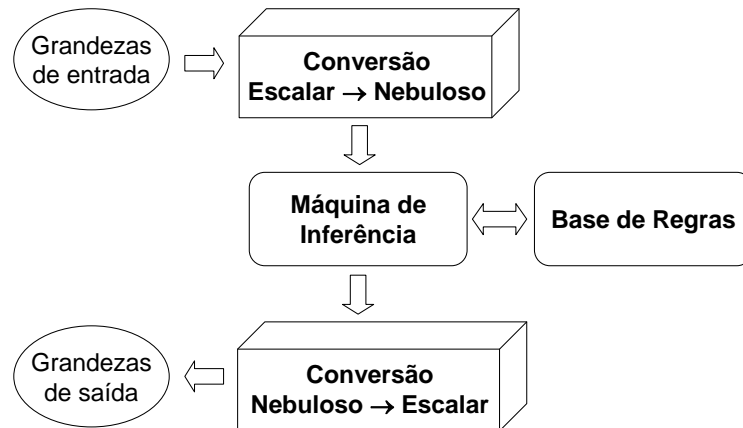 Grandezas
de entrada
Conversão
Escalar → Nebuloso
Máquina de
Inferência
Base de Regras
Grandezas
de saída
Conversão
Nebuloso → Escalar